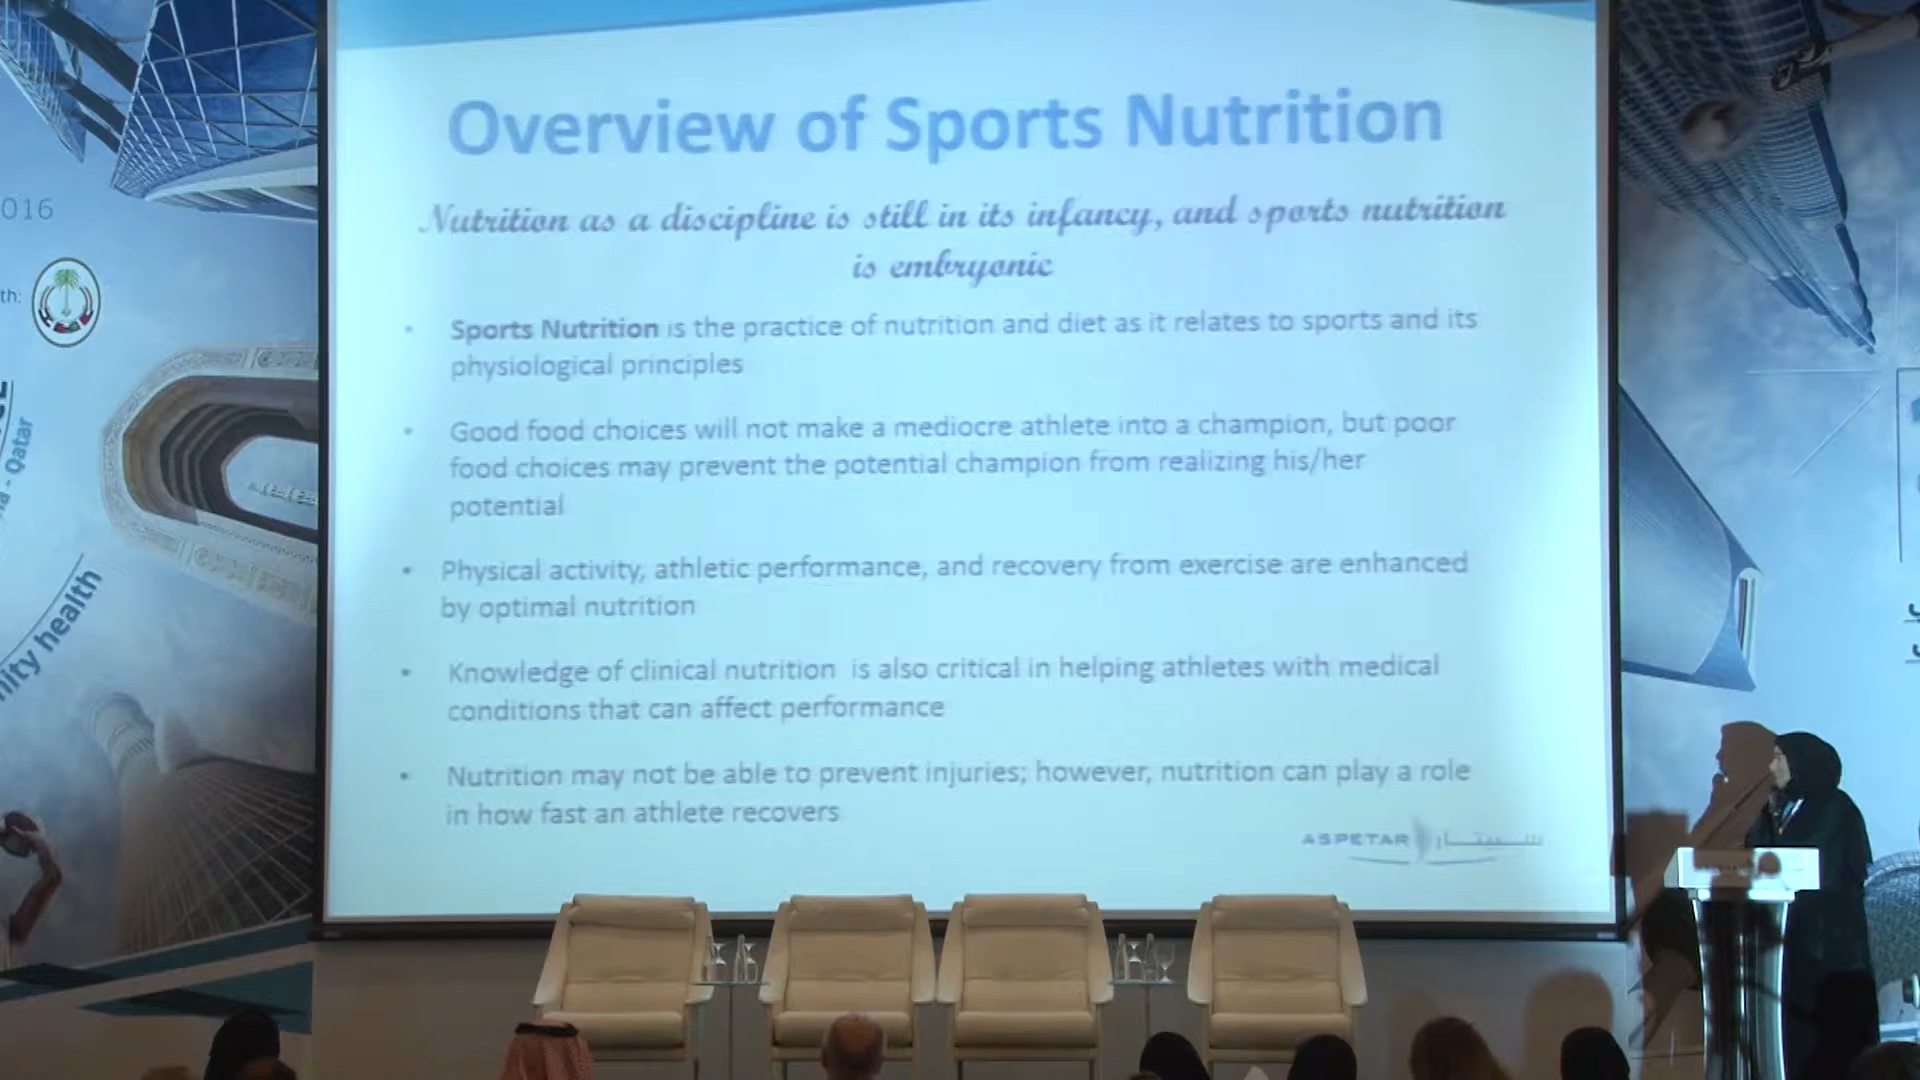 Overview of Sports Nutrition
Nutrition as a discipline is still in its infancy, and sports nutrition
is embryonic
• Sports Nutrition is the practice of nutrition and diet as it relates to sports and its
physiological principles
• Good food choices will not make a mediocre athlete into a champion, but poor
food choices may prevent the potential champion from realizing his/her
potential
• Physical activity, athletic performance, and recovery from exercise are enhanced
by optimal nutrition
• Knowledge of clinical nutrition is also critical in helping athletes with medical
conditions that can affect performance
• Nutrition may not be able to prevent injuries; however, nutrition can play a role
in how fast an athlete recovers
ASPETAR
016
th:
- Qatar
health